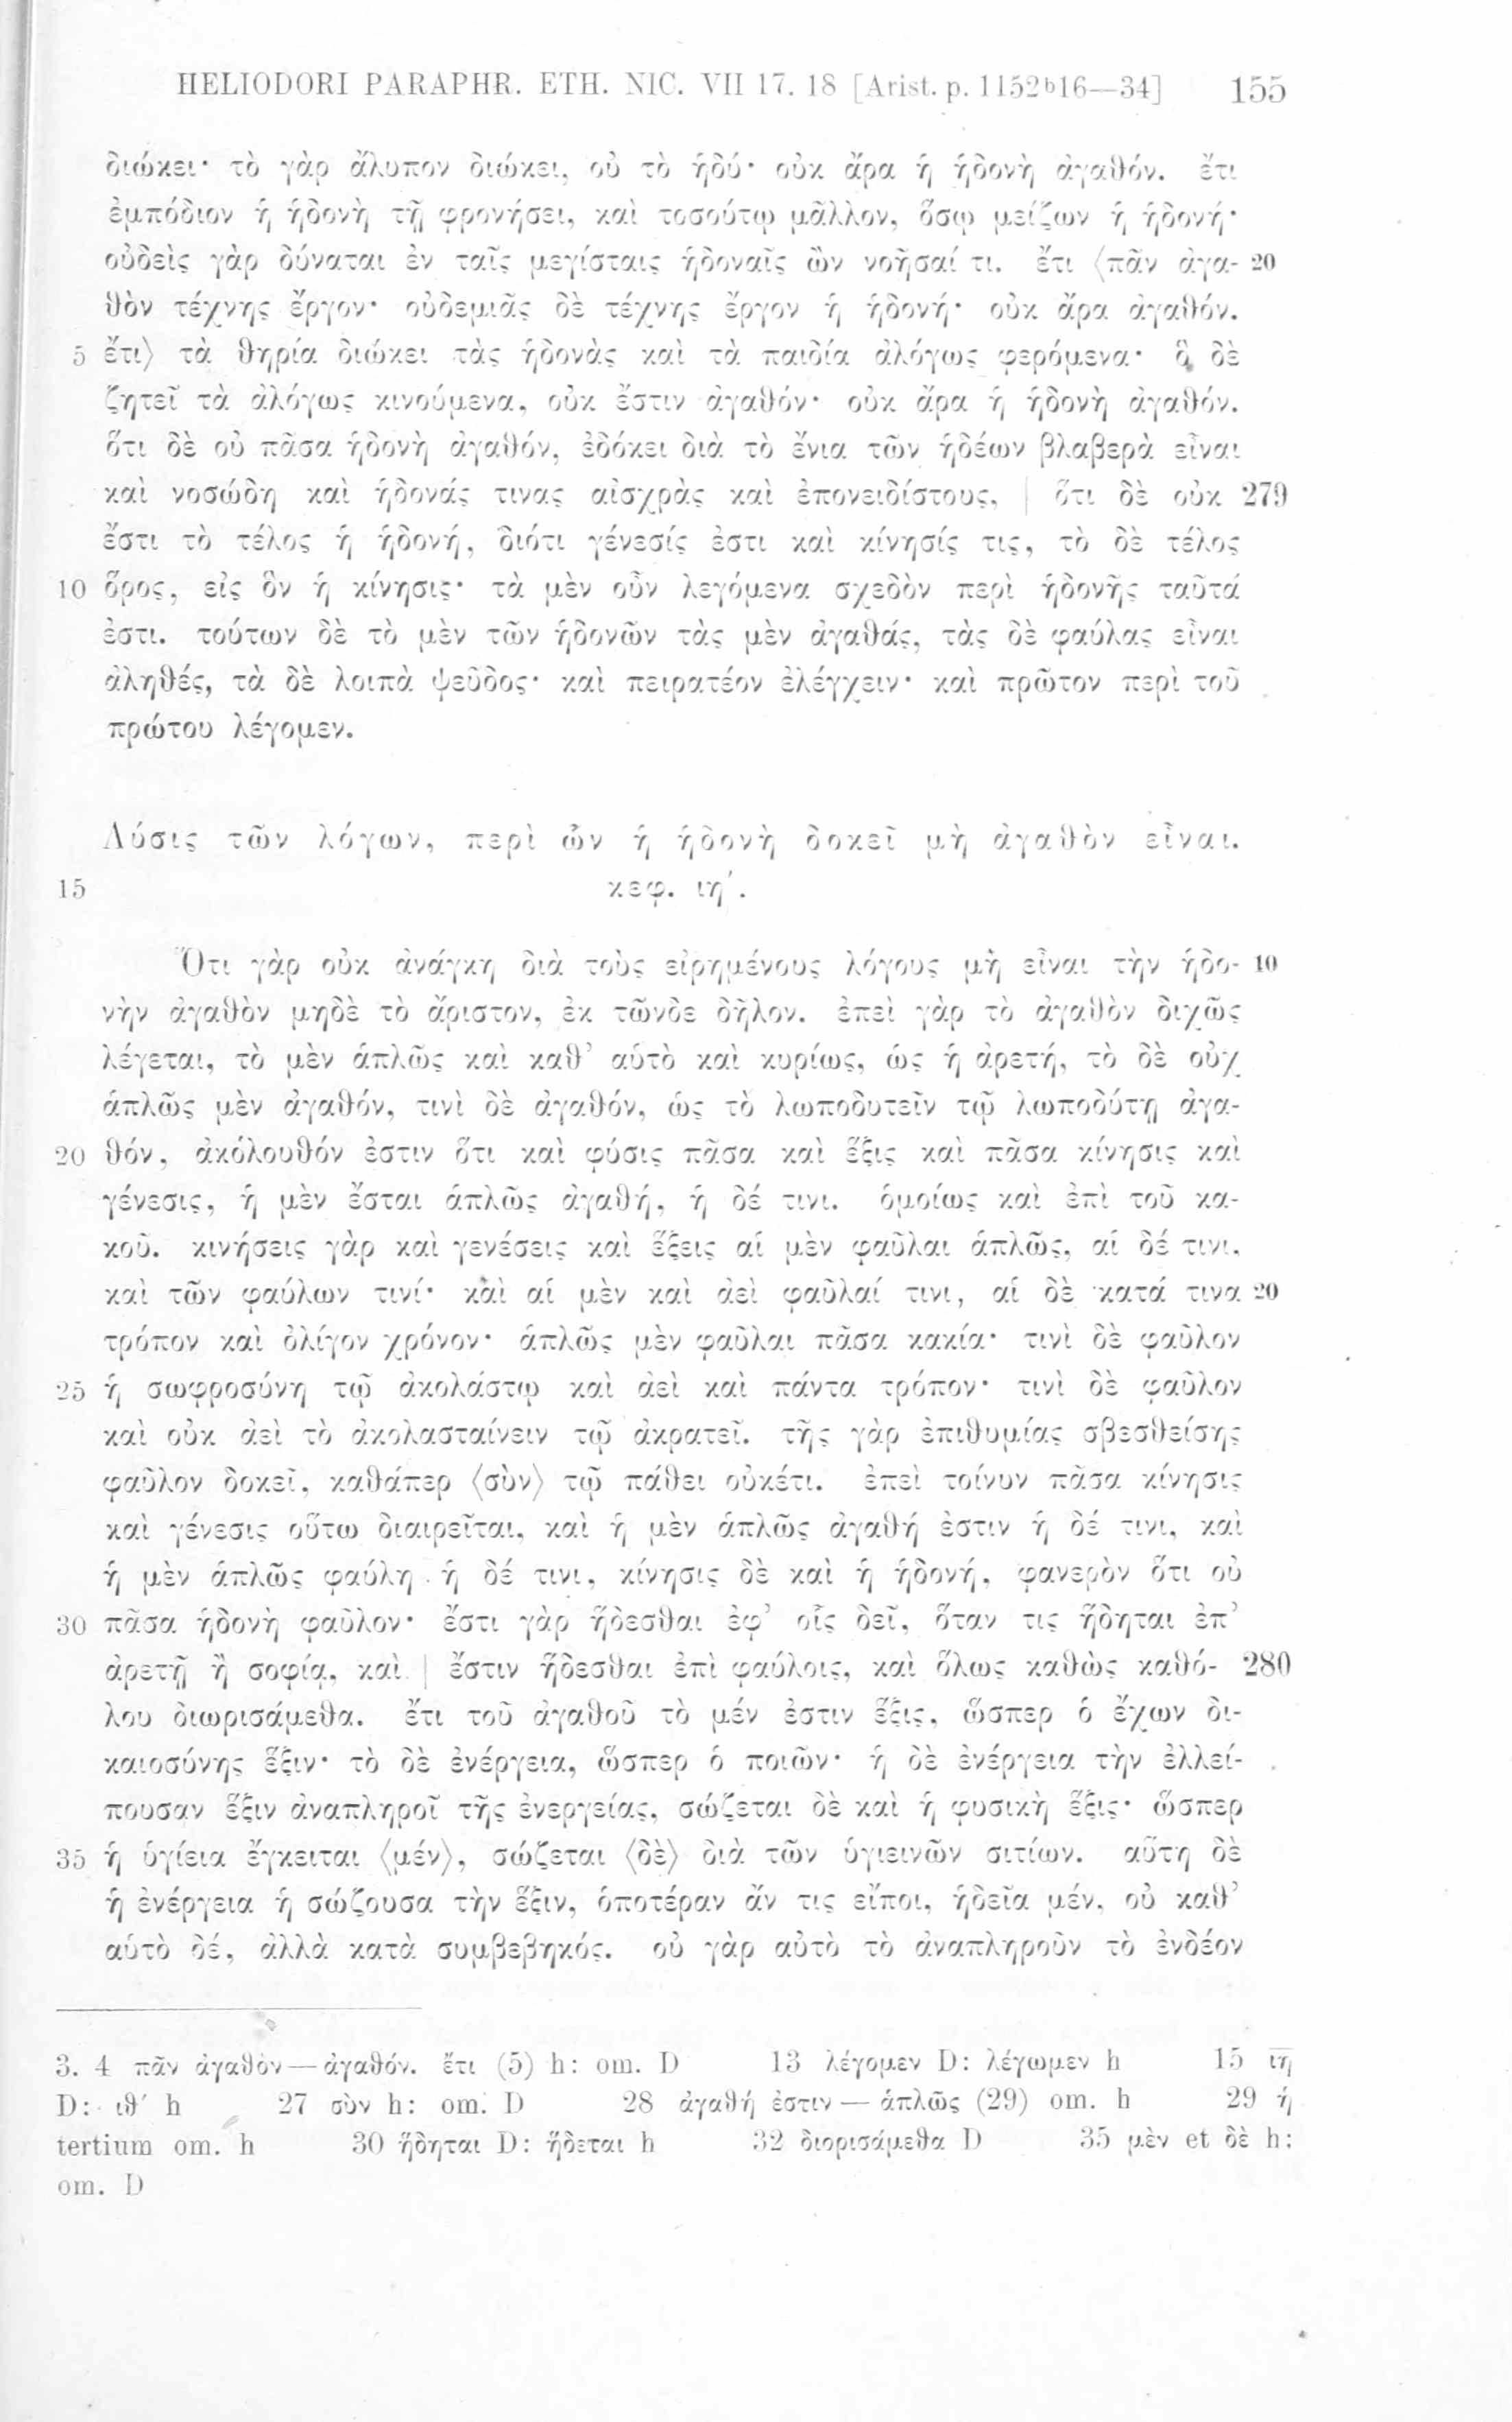 HELIODORI PARAPHR. ETH. NIC. VII 17. 18 [Arist. p. 1152ᵇ16—34] 155
διώκει· τὸ γὰρ ἄλυπον διώκει, οὐ τὸ ἡδύ· οὐκ ἄρα ἡ ἡδονὴ ἀγαθόν. ἔτι
ἐμπόδιον ἡ ἡδονὴ τῇ φρονήσει, καὶ τοσούτῳ μᾶλλον, ὅσῳ μείζων ἡ ἡδονή·
οὐδεὶς γὰρ δύναται ἐν ταῖς μεγίσταις ἡδοναῖς ὢν νοῆσαί τι. ἔτι ⟨πᾶν ἀγα- 20
θὸν τέχνης ἔργον· οὐδεμιᾶς δὲ τέχνης ἔργον ἡ ἡδονή· οὐκ ἄρα ἀγαθόν.
5 ἔτι⟩ τὰ θηρία διώκει τὰς ἡδονὰς καὶ τὰ παιδία ἀλόγως φερόμενα· ὃ δὲ
ζητεῖ τὰ ἀλόγως κινούμενα, οὐκ ἔστιν ἀγαθόν· οὐκ ἄρα ἡ ἡδονὴ ἀγαθόν.
ὅτι δὲ οὐ πᾶσα ἡδονὴ ἀγαθόν, ἐδόκει διὰ τὸ ἔνια τῶν ἡδέων βλαβερὰ εἶναι
καὶ νοσώδη καὶ ἡδονάς τινας αἰσχρὰς καὶ ἐπονειδίστους, | ὅτι δὲ οὐκ 279
ἔστι τὸ τέλος ἡ ἡδονή, διότι γένεσίς ἐστι καὶ κίνησίς τις, τὸ δὲ τέλος
10 ὅρος, εἰς ὃν ἡ κίνησις· τὰ μὲν οὖν λεγόμενα σχεδὸν περὶ ἡδονῆς ταῦτά
ἐστι. τούτων δὲ τὸ μὲν τῶν ἡδονῶν τὰς μὲν ἀγαθάς, τὰς δὲ φαύλας εἶναι
ἀληθές, τὰ δὲ λοιπὰ ψεῦδος· καὶ πειρατέον ἐλέγχειν· καὶ πρῶτον περὶ τοῦ
πρώτου λέγομεν.
Λύσις τῶν λόγων, περὶ ὧν ἡ ἡδονὴ δοκεῖ μὴ ἀγαθὸν εἶναι.
15 κεφ. ιη΄.
Ὅτι γὰρ οὐκ ἀνάγκη διὰ τοὺς εἰρημένους λόγους μὴ εἶναι τὴν ἡδο- 10
νὴν ἀγαθὸν μηδὲ τὸ ἄριστον, ἐκ τῶνδε δῆλον. ἐπεὶ γὰρ τὸ ἀγαθὸν διχῶς
λέγεται, τὸ μὲν ἁπλῶς καὶ καθ’ αὑτὸ καὶ κυρίως, ὡς ἡ ἀρετή, τὸ δὲ οὐχ
ἁπλῶς μὲν ἀγαθόν, τινὶ δὲ ἀγαθόν, ὡς τὸ λωποδυτεῖν τῷ λωποδύτῃ ἀγα-
20 θόν, ἀκόλουθόν ἐστιν ὅτι καὶ φύσις πᾶσα καὶ ἕξις καὶ πᾶσα κίνησις καὶ
γένεσις, ἡ μὲν ἔσται ἁπλῶς ἀγαθή, ἡ δέ τινι. ὁμοίως καὶ ἐπὶ τοῦ κα-
κοῦ. κινήσεις γὰρ καὶ γενέσεις καὶ ἕξεις αἱ μὲν φαῦλαι ἁπλῶς, αἱ δέ τινι,
καὶ τῶν φαύλων τινί· καὶ αἱ μὲν καὶ ἀεὶ φαῦλαί τινι, αἱ δὲ κατά τινα 20
τρόπον καὶ ὀλίγον χρόνον· ἁπλῶς μὲν φαῦλαι πᾶσα κακία· τινὶ δὲ φαῦλον
25 ἡ σωφροσύνη τῷ ἀκολάστῳ καὶ ἀεὶ καὶ πάντα τρόπον· τινὶ δὲ φαῦλον
καὶ οὐκ ἀεὶ τὸ ἀκολασταίνειν τῷ ἀκρατεῖ. τῆς γὰρ ἐπιθυμίας σβεσθείσης
φαῦλον δοκεῖ, καθάπερ ⟨σὺν⟩ τῷ πάθει οὐκέτι. ἐπεὶ τοίνυν πᾶσα κίνησις
καὶ γένεσις οὕτω διαιρεῖται, καὶ ἡ μὲν ἁπλῶς ἀγαθή ἐστιν ἡ δέ τινι, καὶ
ἡ μὲν ἁπλῶς φαύλη ἡ δέ τινι, κίνησις δὲ καὶ ἡ ἡδονή, φανερὸν ὅτι οὐ
30 πᾶσα ἡδονὴ φαῦλον· ἔστι γὰρ ἥδεσθαι ἐφ’ οἷς δεῖ, ὅταν τις ἥδηται ἐπ’
ἀρετῇ ἢ σοφίᾳ, καὶ | ἔστιν ἥδεσθαι ἐπὶ φαύλοις, καὶ ὅλως καθὼς καθό- 280
λου διωρισάμεθα. ἔτι τοῦ ἀγαθοῦ τὸ μέν ἐστιν ἕξις, ὥσπερ ὁ ἔχων δι-
καιοσύνης ἕξιν· τὸ δὲ ἐνέργεια, ὥσπερ ὁ ποιῶν· ἡ δὲ ἐνέργεια τὴν ἐλλεί-
πουσαν ἕξιν ἀναπληροῖ τῆς ἐνεργείας, σώζεται δὲ καὶ ἡ φυσικὴ ἕξις· ὥσπερ
35 ἡ ὑγίεια ἔγκειται ⟨μέν⟩, σώζεται ⟨δὲ⟩ διὰ τῶν ὑγιεινῶν σιτίων. αὕτη δὲ
ἡ ἐνέργεια ἡ σώζουσα τὴν ἕξιν, ὁποτέραν ἄν τις εἴποι, ἡδεῖα μέν, οὐ καθ’
αὑτὸ δέ, ἀλλὰ κατὰ συμβεβηκός. οὐ γὰρ αὐτὸ τὸ ἀναπληροῦν τὸ ἐνδέον
3. 4 πᾶν ἀγαθὸν—ἀγαθόν. ἔτι (5) h: om. D 13 λέγομεν D: λέγωμεν h 15 ιη
D: ιθ΄ h 27 σὺν h: om. D 28 ἀγαθή ἐστιν — ἁπλῶς (29) om. h 29 ἡ
tertium om. h 30 ἥδηται D: ἥδεται h 32 διορισάμεθα D 35 μὲν et δὲ h:
om. D